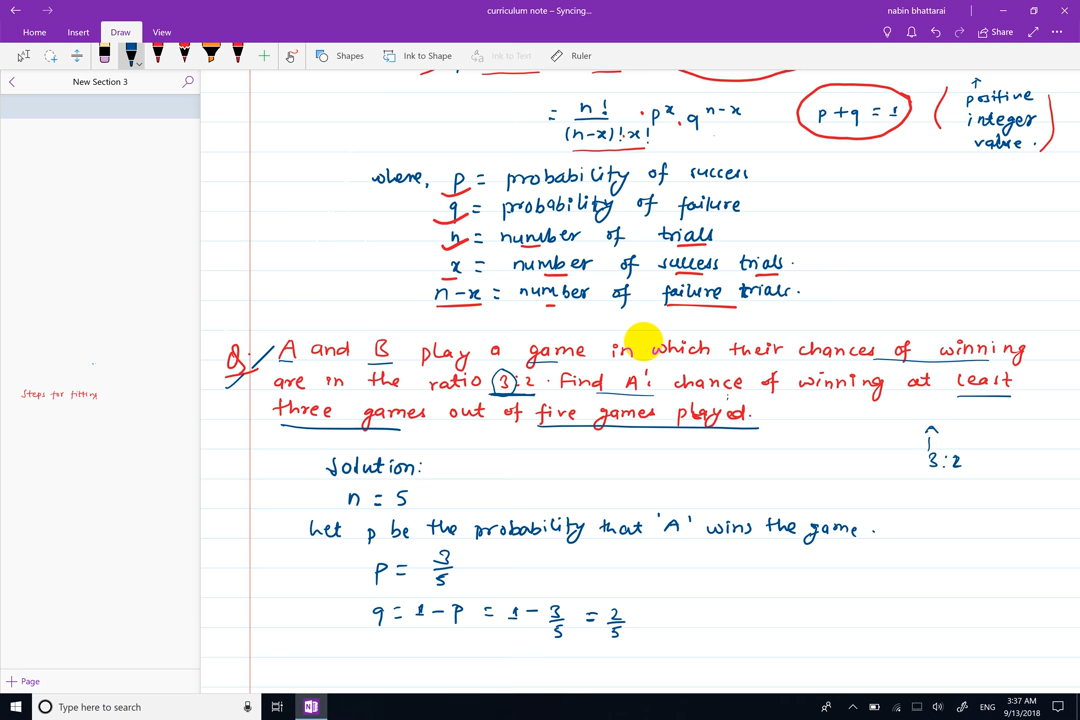 curriculum note - Syncing...
nabin bhattarai
Home Insert Draw View
Share
Shapes
Ink to Shape
Ink to Text
Ruler
New Section 3
= n! / (n-x)! x! · p^x · q^(n-x)
p + q = 1
positive
integer
value.
where, p = probability of success
q = probability of failure
n = number of trials
x = number of success trials.
n-x = number of failure trials.
Q. A and B play a game in which their chances of winning
are in the ratio 3:2. Find A's chance of winning at least
three games out of five games played.
3:2
Steps for fitting
Solution:
n = 5
Let p be the probability that 'A' wins the game.
p = 3/5
q = 1 - p = 1 - 3/5 = 2/5
+ Page
Type here to search
ENG
3:37 AM
9/13/2018